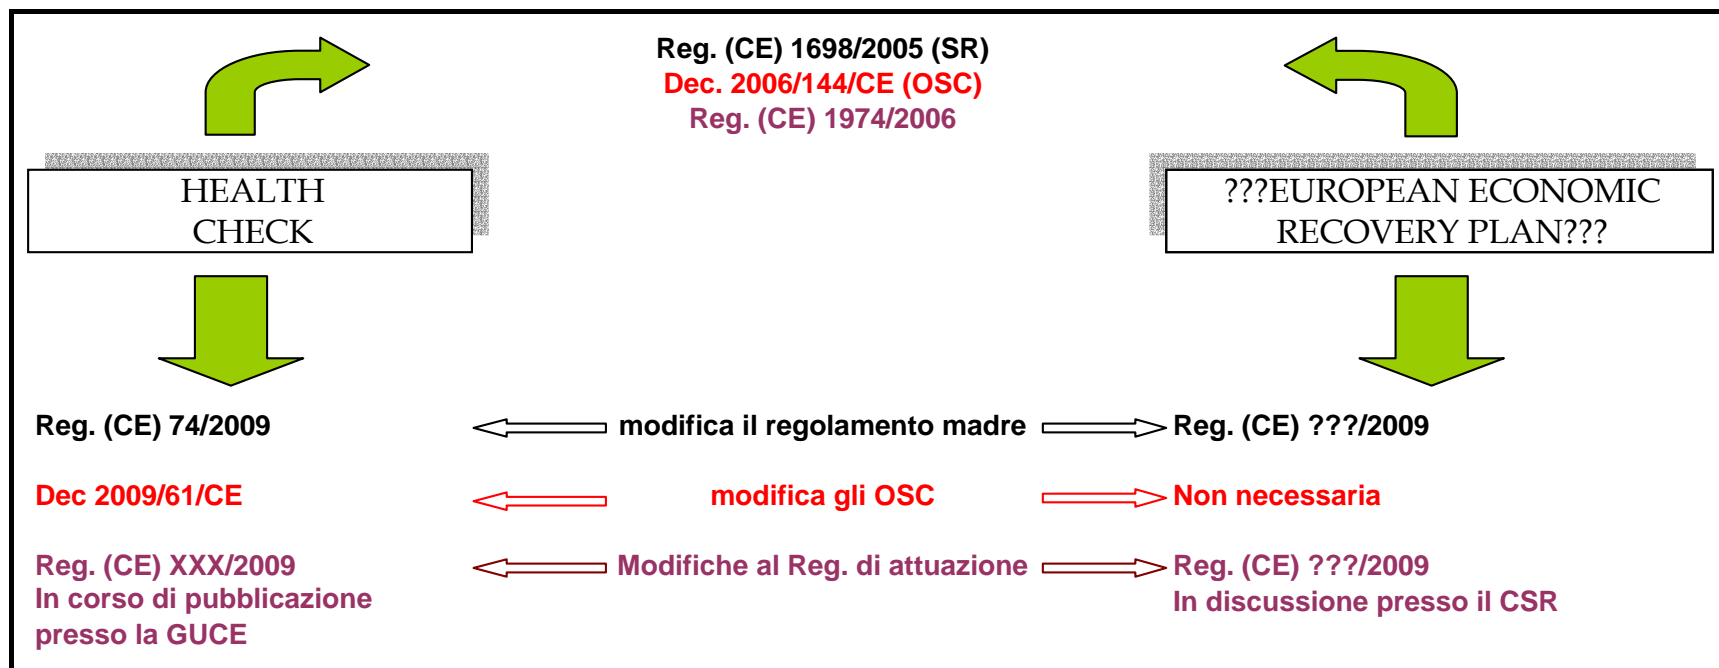 Reg. (CE) 1698/2005 (SR)
Dec. 2006/144/CE (OSC)
Reg. (CE) 1974/2006
HEALTH
CHECK
???EUROPEAN ECONOMIC
RECOVERY PLAN???
Reg. (CE) 74/2009
modifica il regolamento madre
Reg. (CE) ???/2009
Dec 2009/61/CE
modifica gli OSC
Non necessaria
Reg. (CE) XXX/2009
In corso di pubblicazione
presso la GUCE
Modifiche al Reg. di attuazione
Reg. (CE) ???/2009
In discussione presso il CSR